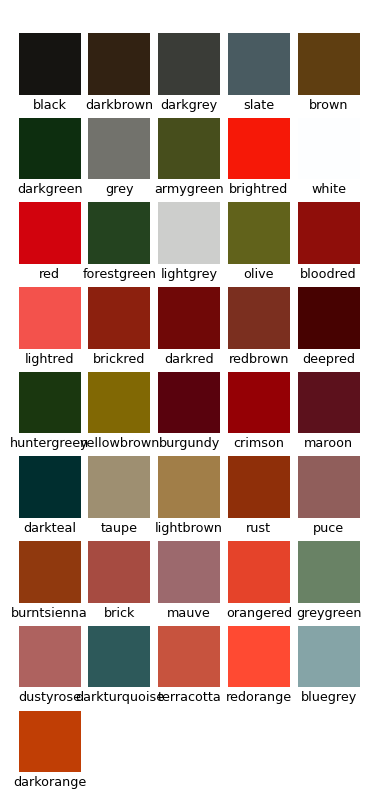 black darkbrown darkgrey slate brown
darkgreen grey armygreen brightred white
red forestgreen lightgrey olive bloodred
lightred brickred darkred redbrown deepred
huntergreen yellowbrown burgundy crimson maroon
darkteal taupe lightbrown rust puce
burntsienna brick mauve orangered greygreen
dustyrose darkturquoise terracotta redorange bluegrey
darkorange